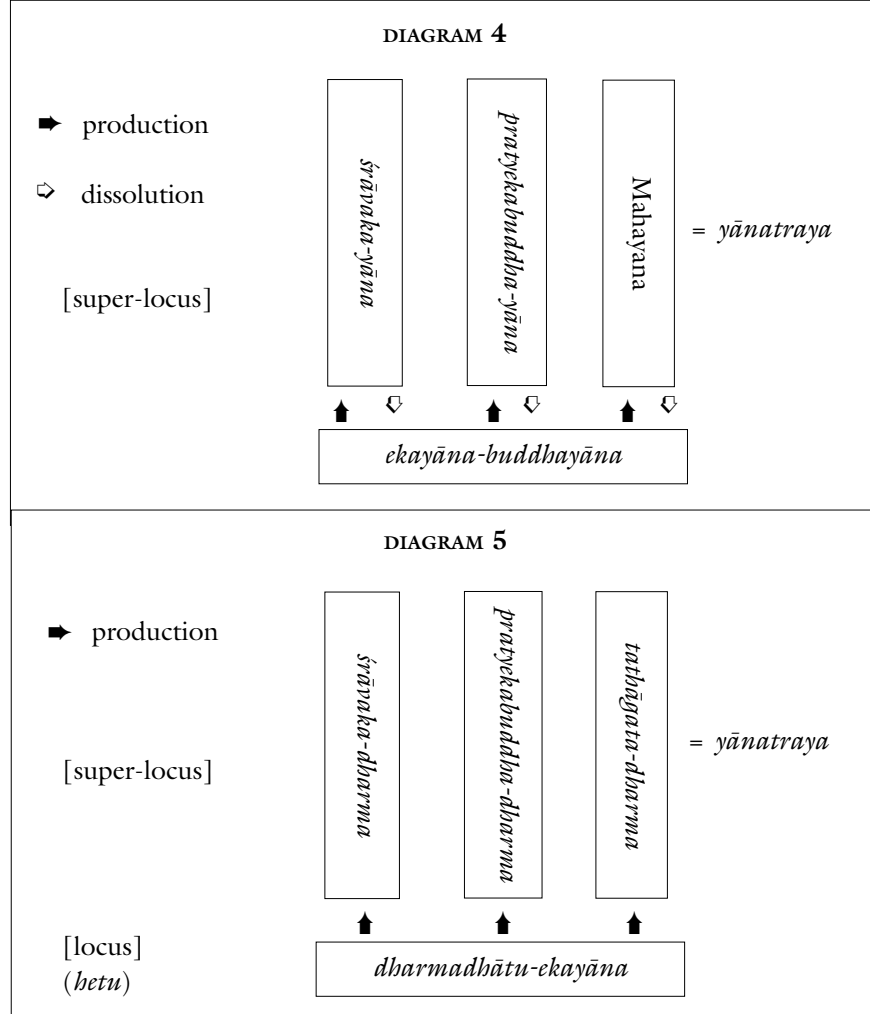 DIAGRAM 4
➨ production
➪ dissolution
[super-locus]
śrāvaka-yāna
pratyekabuddha-yāna
Mahayana
= yānatraya
ekayāna-buddhayāna
DIAGRAM 5
➨ production
[super-locus]
śrāvaka-dharma
pratyekabuddha-dharma
tathāgata-dharma
= yānatraya
[locus]
(hetu)
dharmadhātu-ekayāna